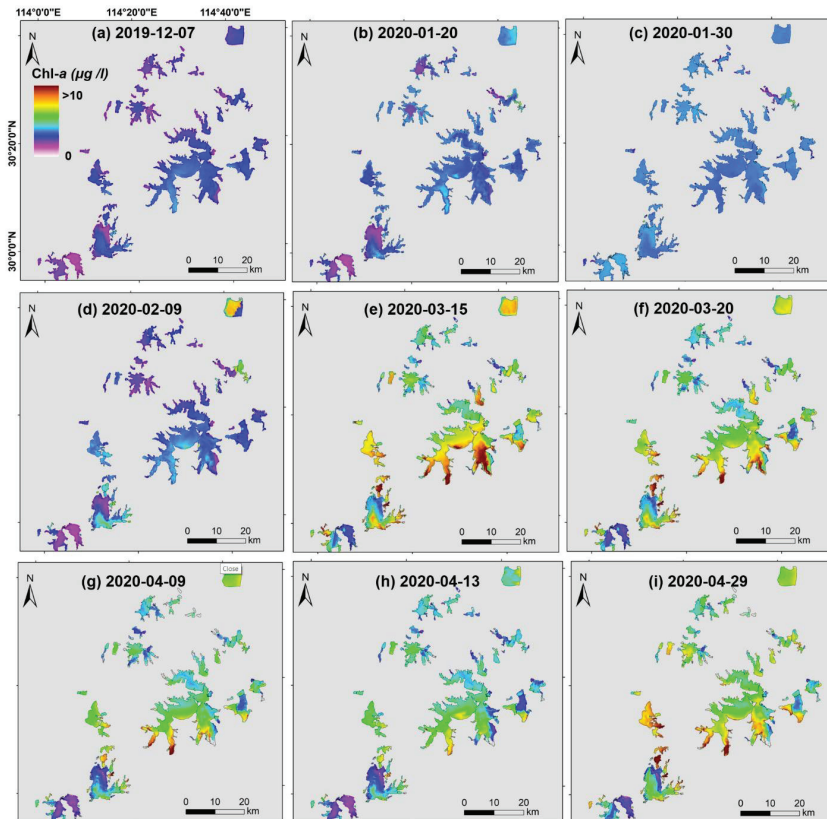 114°0'0"E 114°20'0"E 114°40'0"E
30°20'0"N
30°0'0"N
N
(a) 2019-12-07
Chl-a (µg /l)
>10
0
0 10 20
km
N
(b) 2020-01-20
0 10 20
km
N
(c) 2020-01-30
0 10 20
km
N
(d) 2020-02-09
0 10 20
km
N
(e) 2020-03-15
0 10 20
km
N
(f) 2020-03-20
0 10 20
km
N
(g) 2020-04-09
Close
0 10 20
km
N
(h) 2020-04-13
0 10 20
km
N
(i) 2020-04-29
0 10 20
km